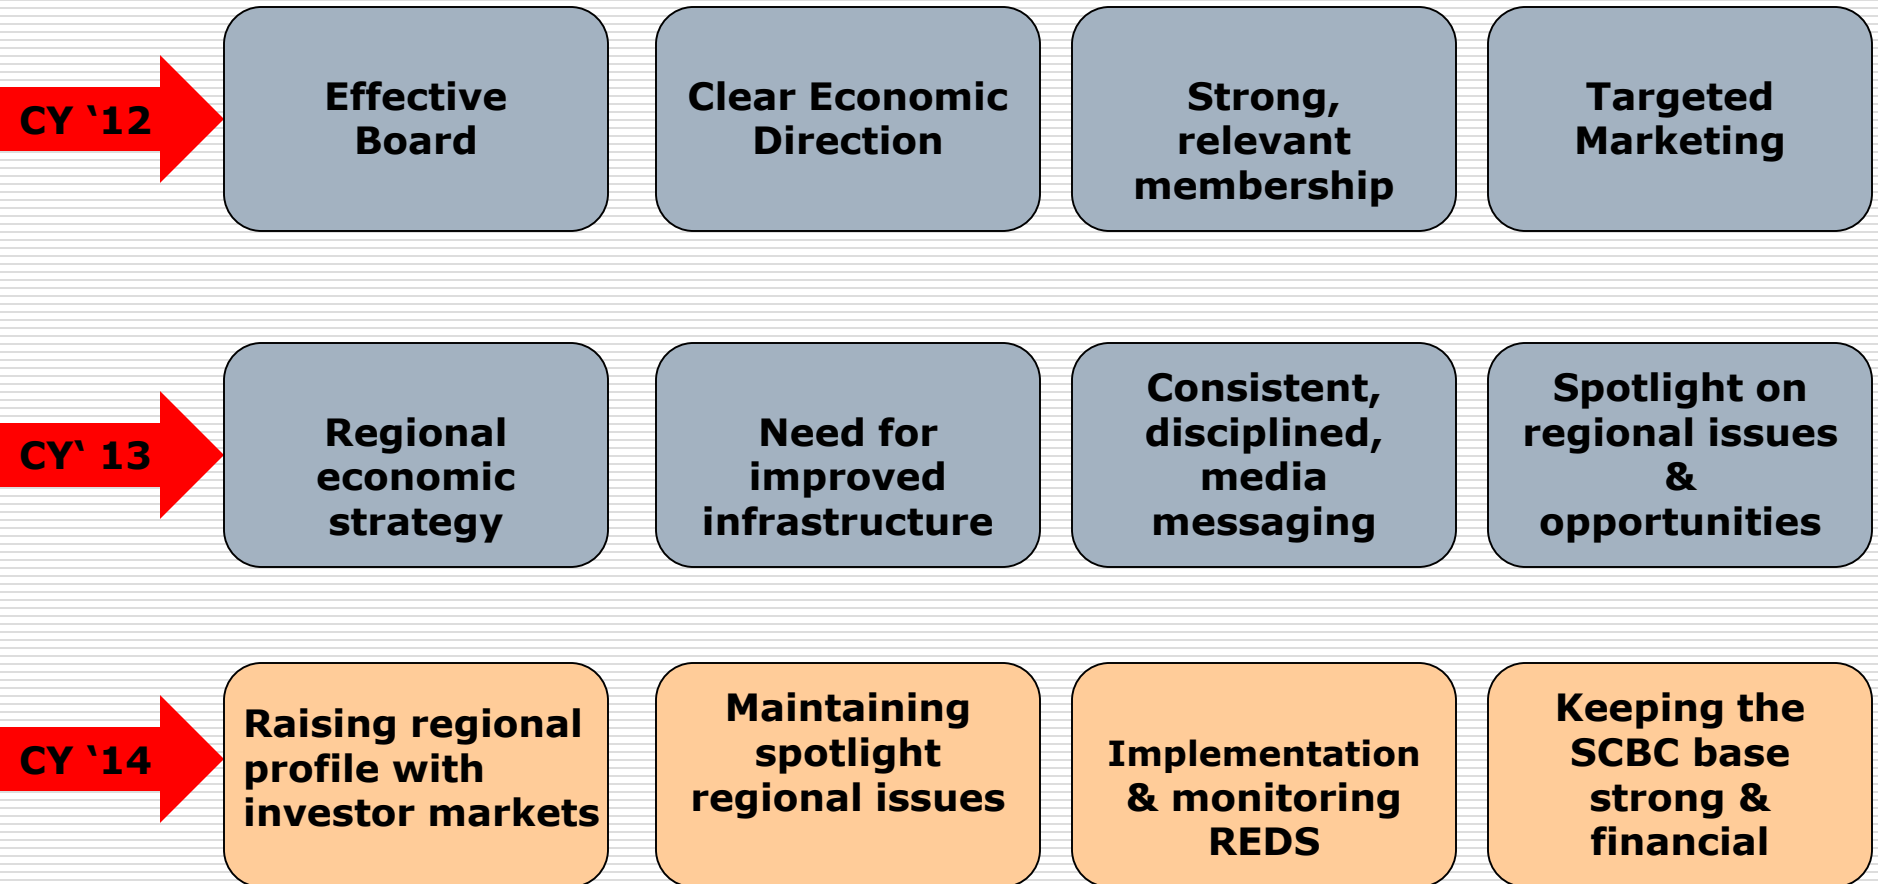 CY ‘12
Effective
Board
Clear Economic
Direction
Strong,
relevant
membership
Targeted
Marketing
CY‘ 13
Regional
economic
strategy
Need for
improved
infrastructure
Consistent,
disciplined,
media
messaging
Spotlight on
regional issues
&
opportunities
CY ‘14
Raising regional
profile with
investor markets
Maintaining
spotlight
regional issues
Implementation
& monitoring
REDS
Keeping the
SCBC base
strong &
financial